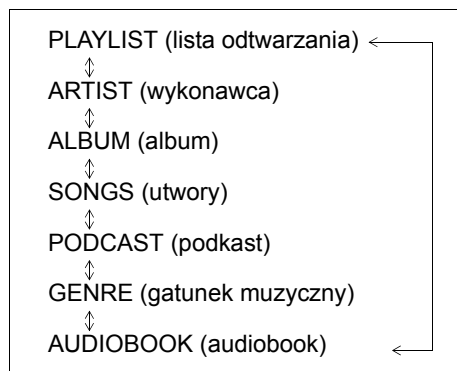 PLAYLIST (lista odtwarzania)
ARTIST (wykonawca)
ALBUM (album)
SONGS (utwory)
PODCAST (podkast)
GENRE (gatunek muzyczny)
AUDIOBOOK (audiobook)